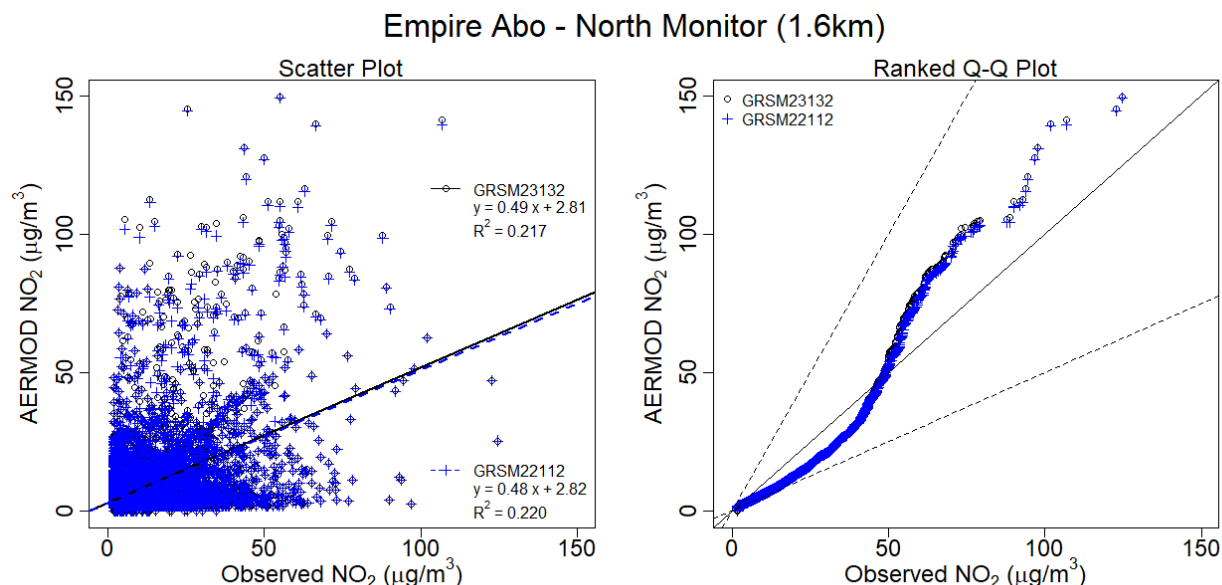 Empire Abo - North Monitor (1.6km)
Scatter Plot
AERMOD NO2 (μg/m3)
150
100
50
0
GRSM23132
y = 0.49 x + 2.81
R2 = 0.217
GRSM22112
y = 0.48 x + 2.82
R2 = 0.220
0 50 100 150
Observed NO2 (μg/m3)
Ranked Q-Q Plot
AERMOD NO2 (μg/m3)
150
100
50
0
GRSM23132
GRSM22112
0 50 100 150
Observed NO2 (μg/m3)